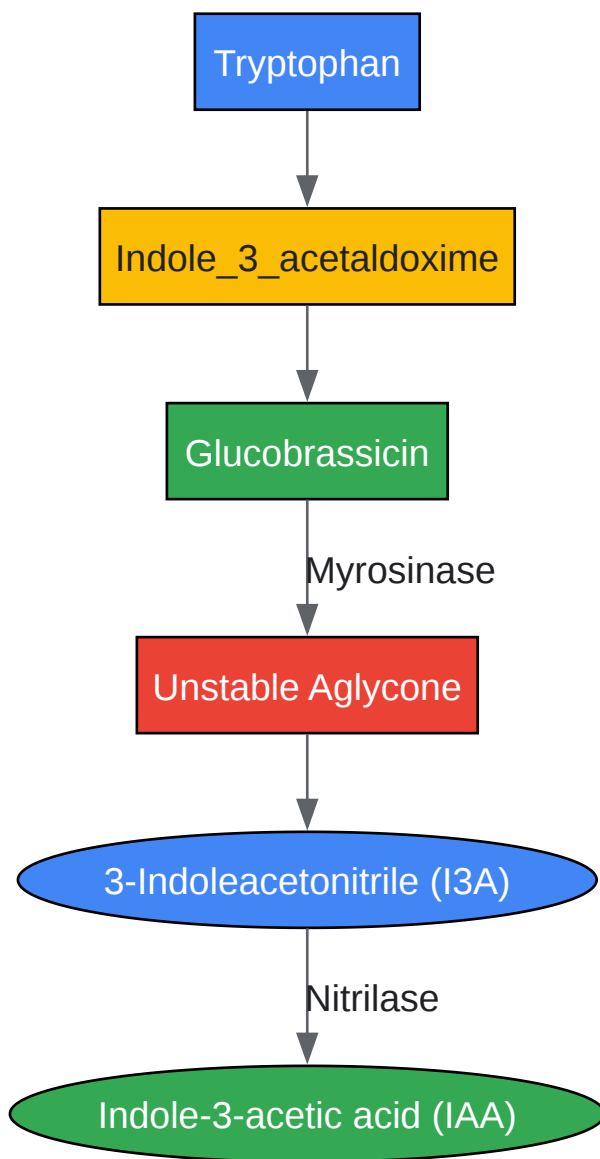 Tryptophan
Indole_3_acetaldoxime
Glucobrassicin
Myrosinase
Unstable Aglycone
3-Indoleacetonitrile (I3A)
Nitrilase
Indole-3-acetic acid (IAA)